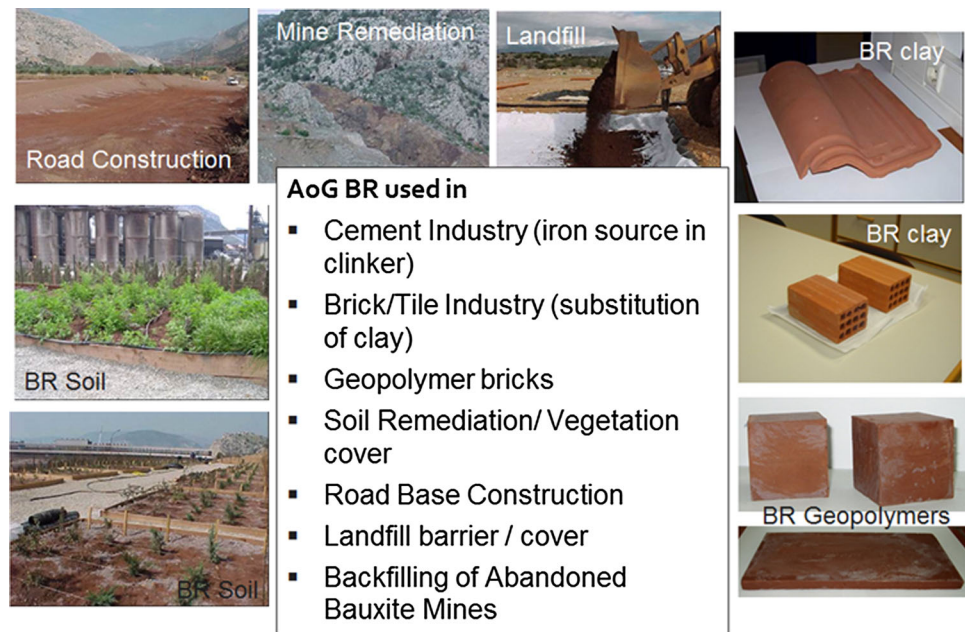 Mine Remediation
Landfill
BR clay
Road Construction
AoG BR used in
▪ Cement Industry (iron source in
clinker)
▪ Brick/Tile Industry (substitution
of clay)
▪ Geopolymer bricks
▪ Soil Remediation/ Vegetation
cover
▪ Road Base Construction
▪ Landfill barrier / cover
▪ Backfilling of Abandoned
Bauxite Mines
BR clay
BR Soil
BR Geopolymers
BR Soil